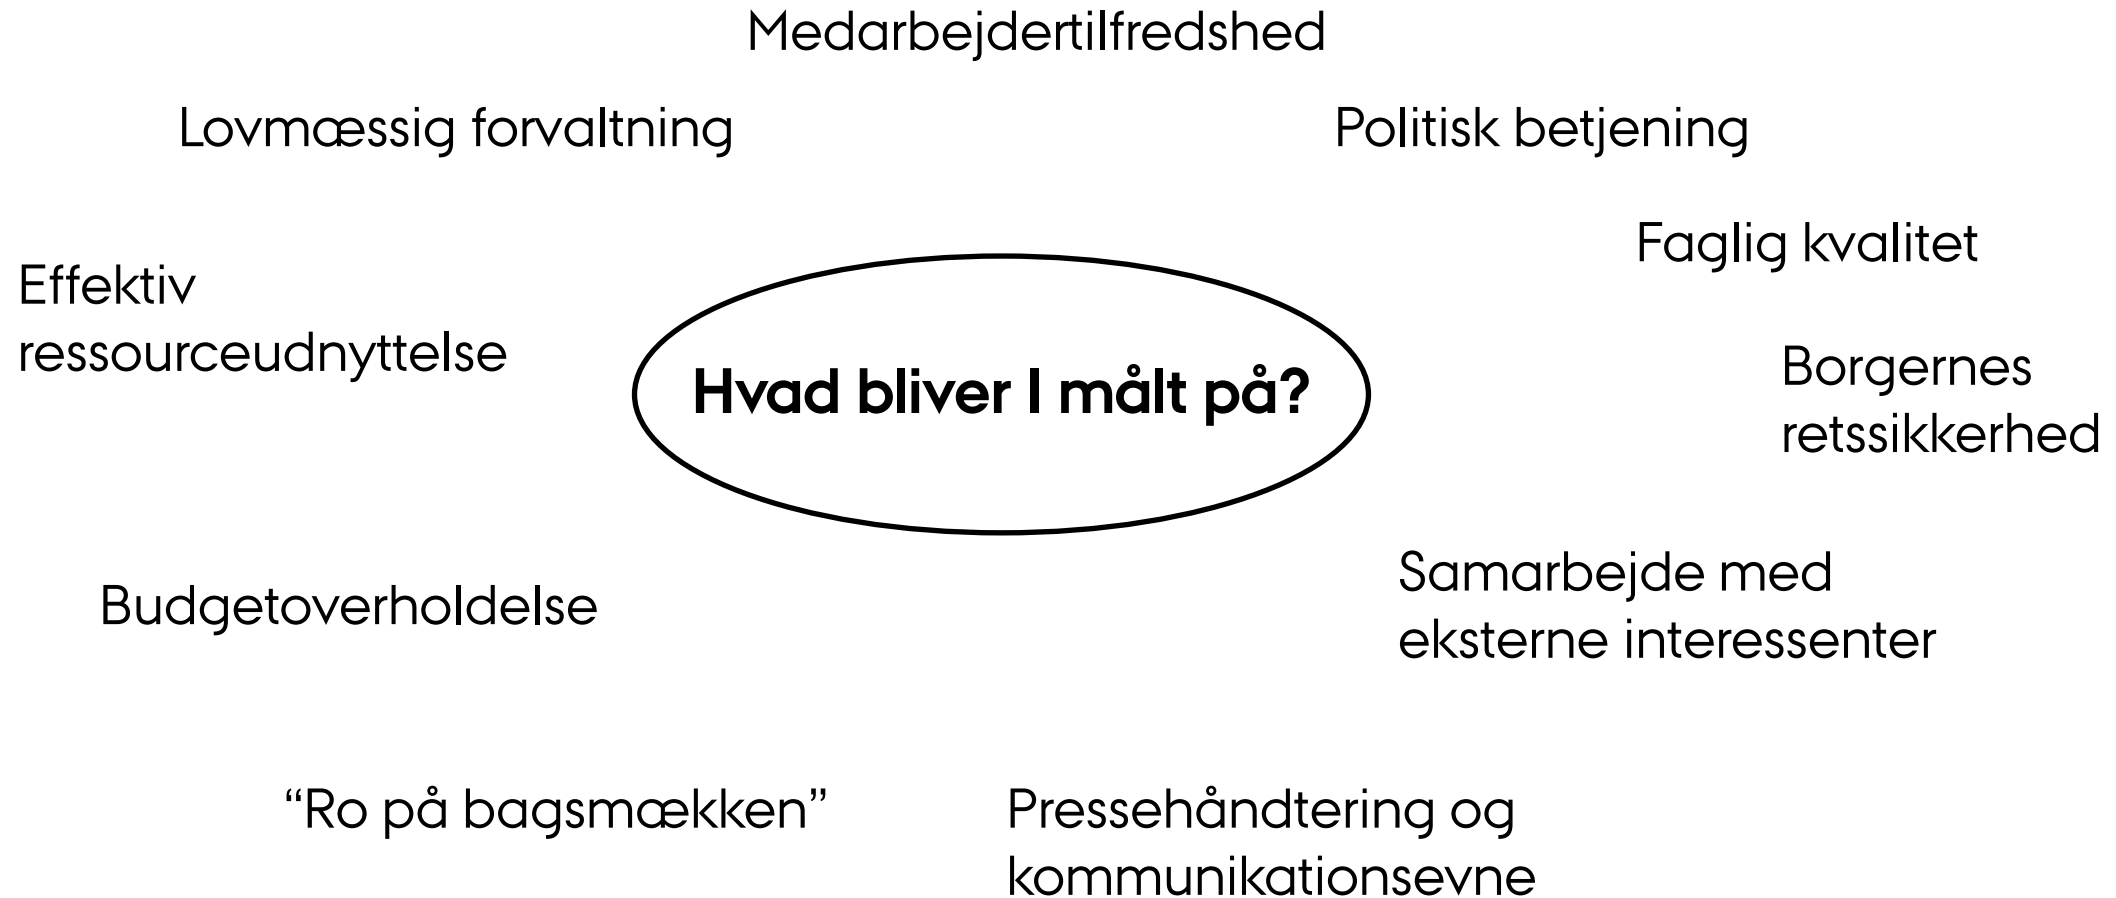 Medarbejdertilfredshed
Lovmæssig forvaltning
Politisk betjening
Faglig kvalitet
Effektiv
ressourceudnyttelse
Hvad bliver I målt på?
Borgernes
retssikkerhed
Samarbejde med
eksterne interessenter
Budgetoverholdelse
“Ro på bagsmækken”
Pressehåndtering og
kommunikationsevne